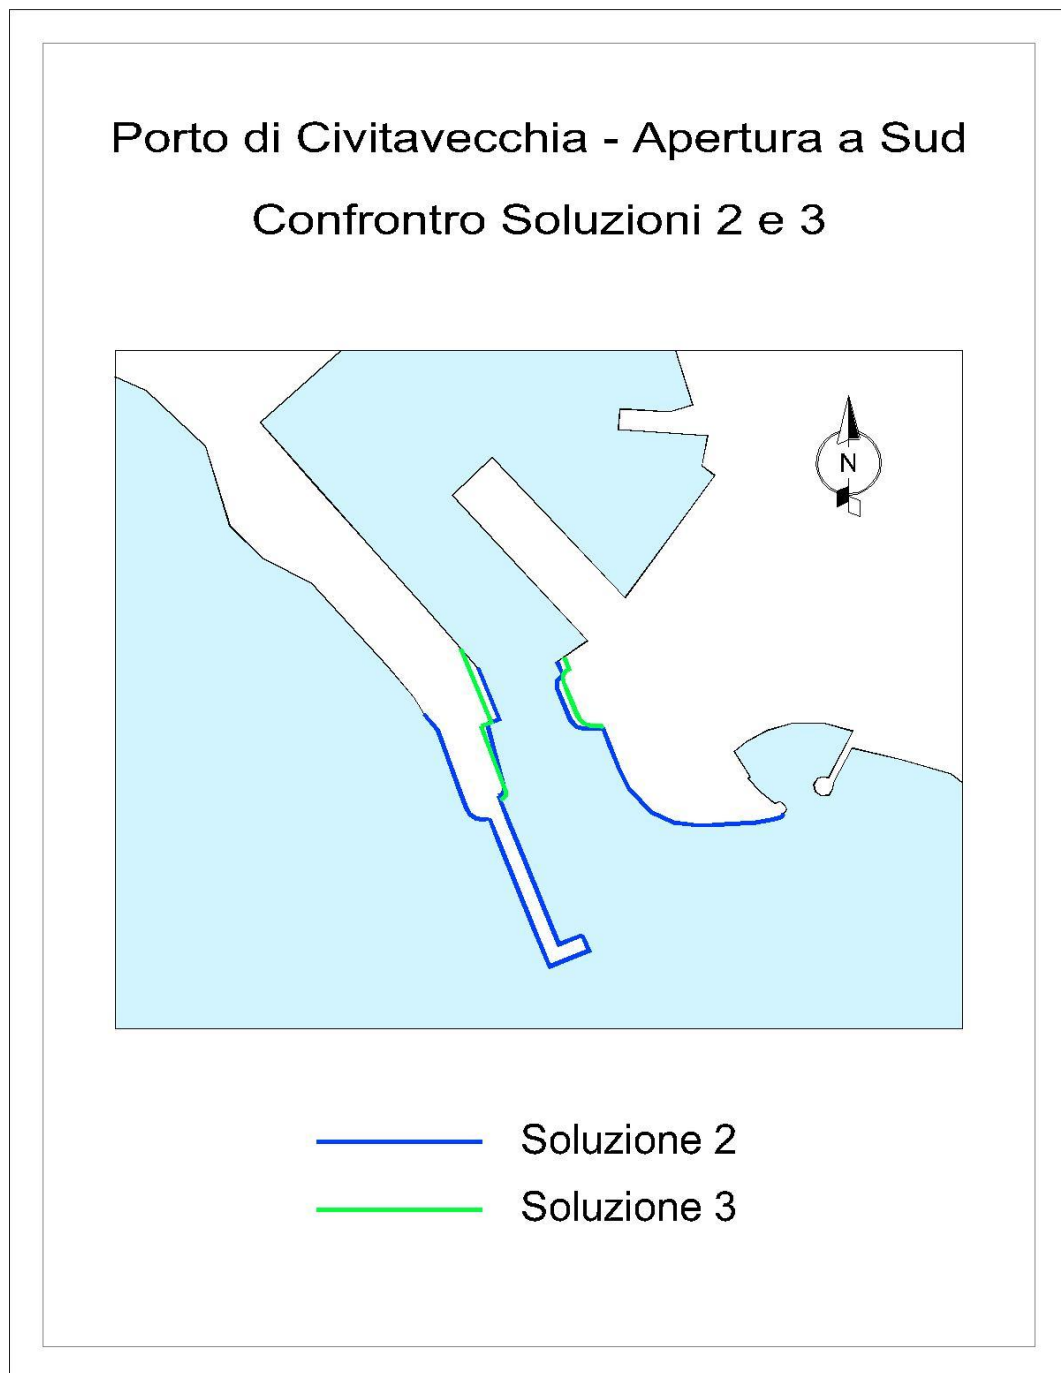 Porto di Civitavecchia - Apertura a Sud
Confrontro Soluzioni 2 e 3
N
Soluzione 2
Soluzione 3